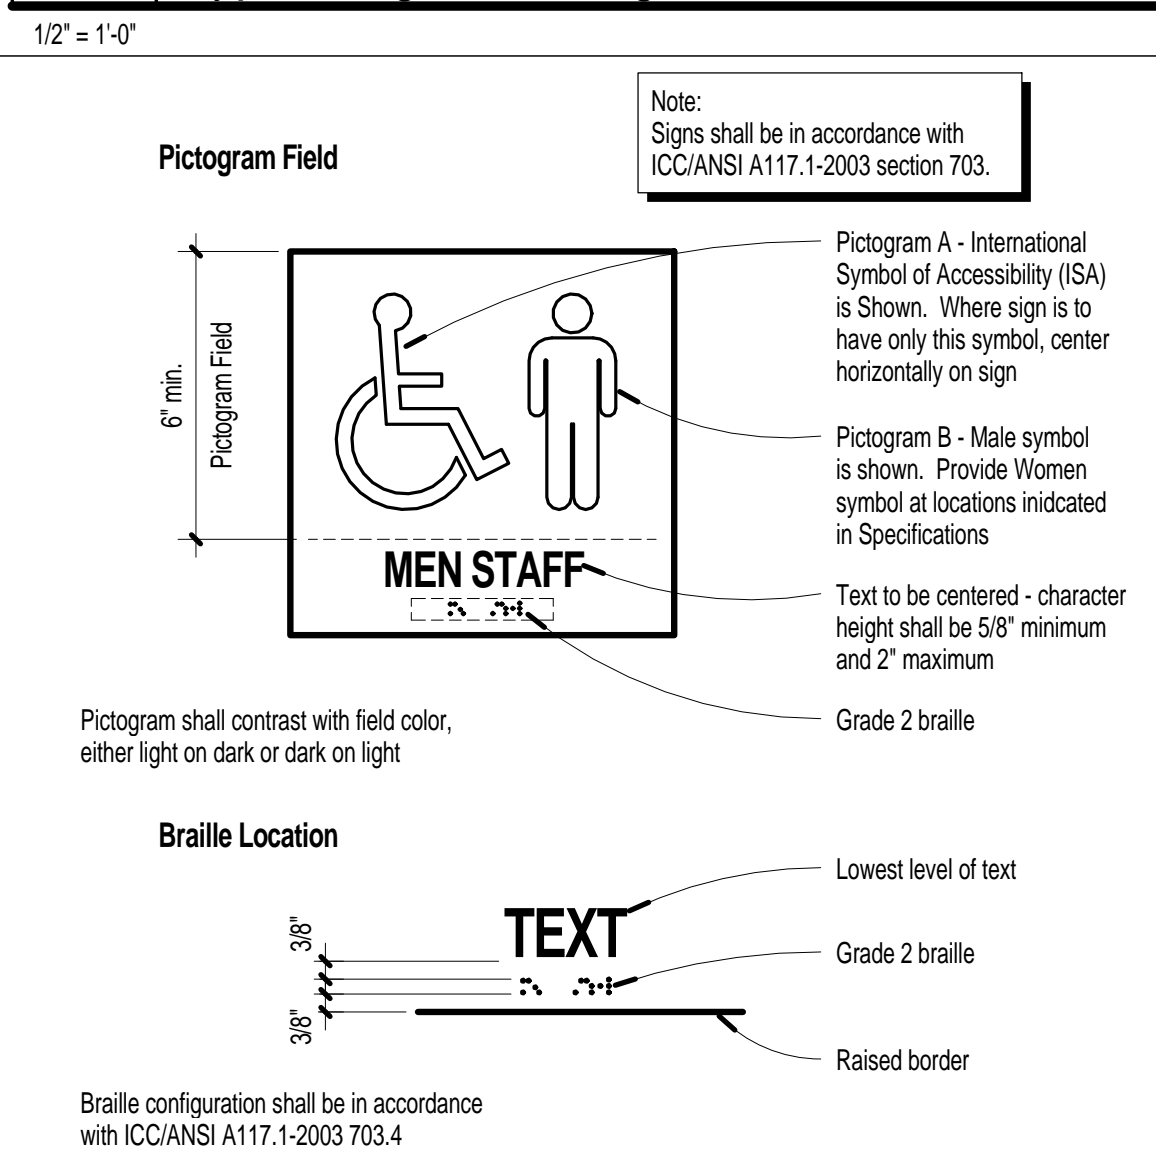 1/2" = 1'-0"
Note:
Signs shall be in accordance with
ICC/ANSI A117.1-2003 section 703.
Pictogram Field
6" min.
Pictogram Field
Pictogram A - International
Symbol of Accessibility (ISA)
is Shown.  Where sign is to
have only this symbol, center
horizontally on sign
Pictogram B - Male symbol
is shown.  Provide Women
symbol at locations inidcated
in Specifications
MEN STAFF
Text to be centered - character
height shall be 5/8" minimum
and 2" maximum
Grade 2 braille
Pictogram shall contrast with field color,
either light on dark or dark on light
Braille Location
Lowest level of text
3/8"
TEXT
Grade 2 braille
3/8"
Raised border
Braille configuration shall be in accordance
with ICC/ANSI A117.1-2003 703.4